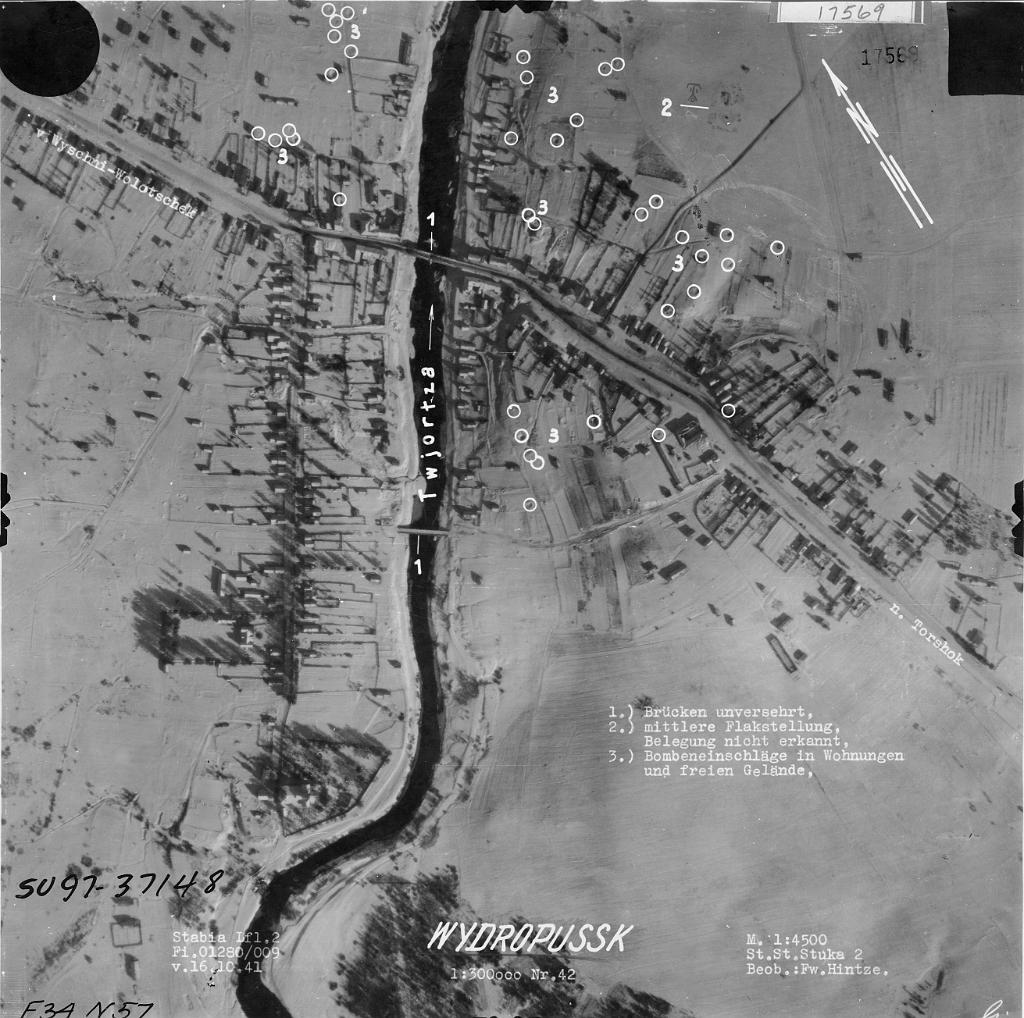 17569
17569
3
3
2
3
v. Wyschni-Wolotschek
3
1
3
Twjortza
3
1
n. Torshok
1.) Brücken unversehrt,
2.) mittlere Flakstellung,
Belegung nicht erkannt,
3.) Bombeneinschläge in Wohnungen
und freien Gelände,
SU97-37148
WYDROPUSSK
Stabia Lfl.2
Fi.01280/009
v.16.10.41
1:300ooo Nr.42
M. 1:4500
St.St.Stuka 2
Beob.:Fw.Hintze.
F34 N57